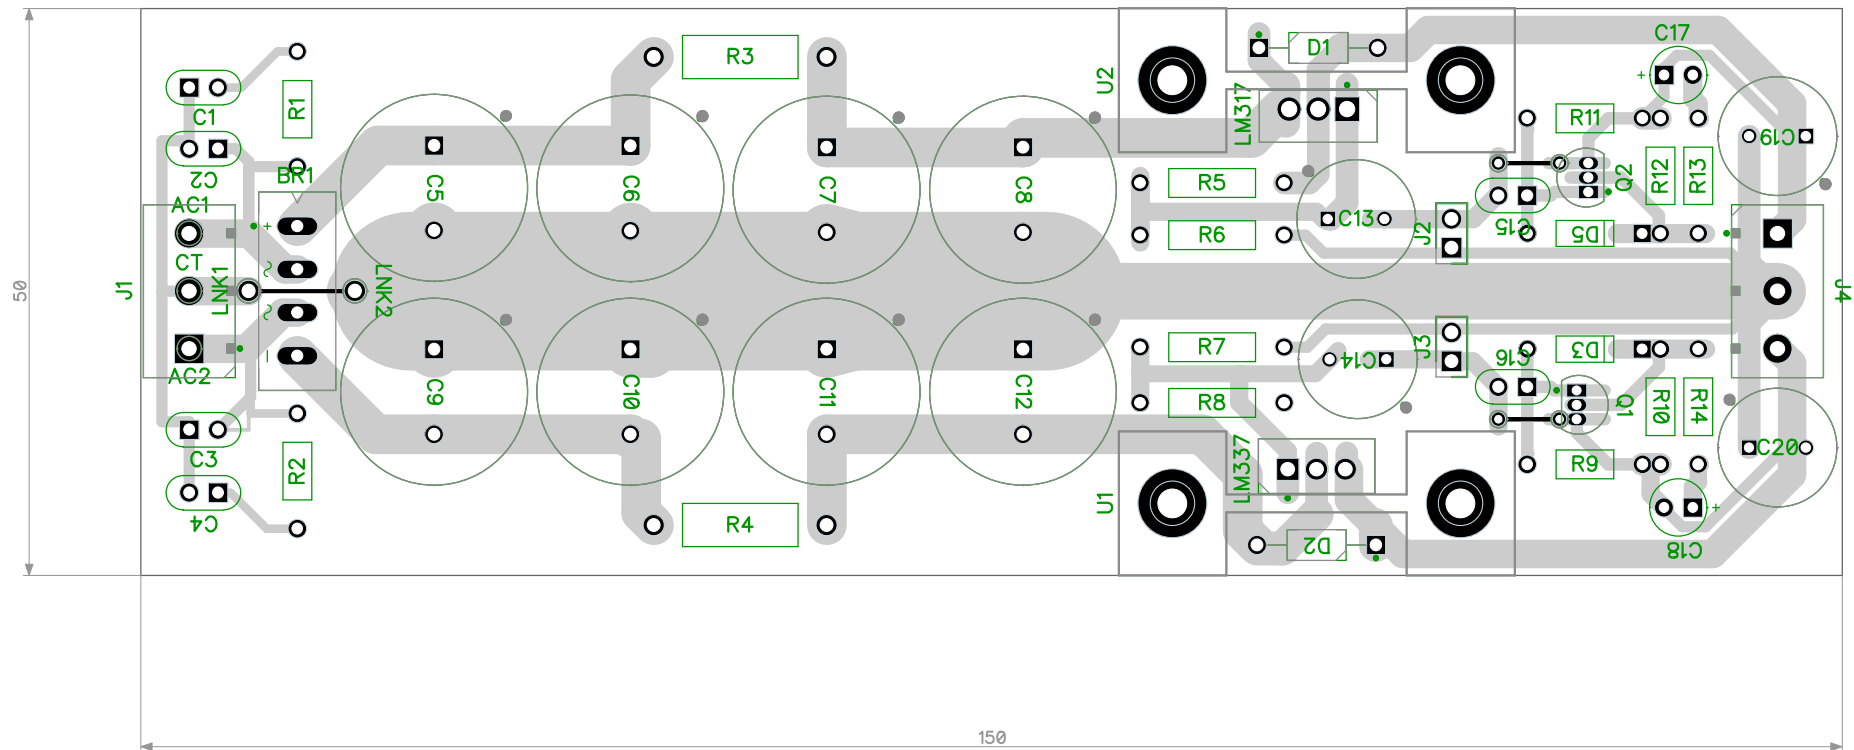 C17
D1
R3
U2
+
C1
R1
LM317
R11
C19
C2
BR1
C5
C6
C7
C8
R5
Q2
R12
R13
AC1
+
C13
R6
J2
C15
D5
CT
~
J1
LNK1
LNK2
J4
50
~
R7
J3
C16
D3
AC2
−
C14
C9
C10
C11
C12
R8
Q1
R10
R14
C3
R2
LM337
C20
R9
C4
R4
U1
D2
+
C18
150